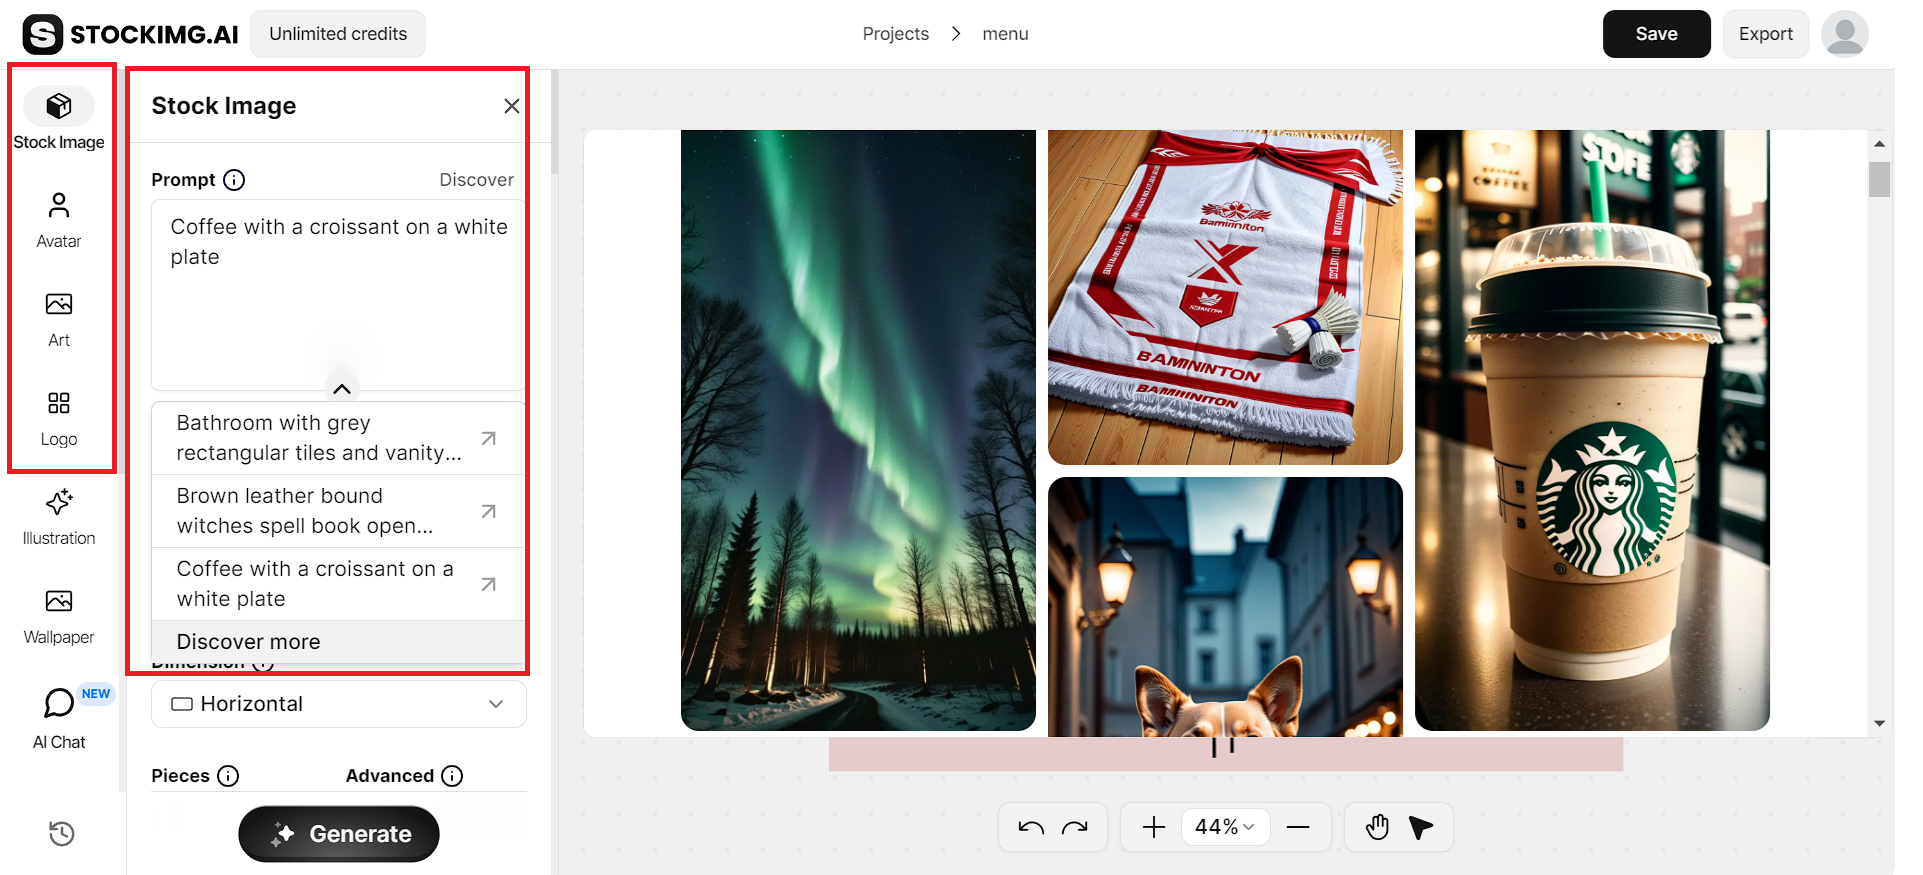 STOCKIMG.AI
Unlimited credits
Projects
menu
Save
Export
Stock Image
Avatar
Art
Logo
Illustration
Wallpaper
NEW
AI Chat
Stock Image
Prompt
Discover
Coffee with a croissant on a white
plate
Bathroom with grey
rectangular tiles and vanity...
Brown leather bound
witches spell book open...
Coffee with a croissant on a
white plate
Discover more
Dimension
Horizontal
Pieces
Advanced
Generate
Baminniton
BAMINNINTON
BAMIINIITON
STOFE
COFFEE
44%